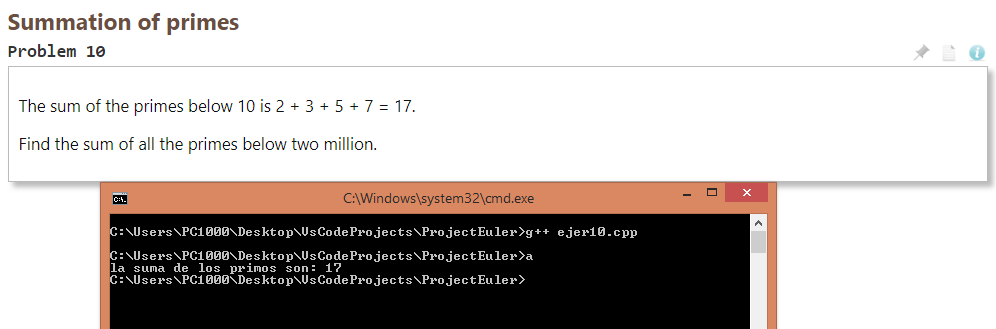 Summation of primes
Problem 10
The sum of the primes below 10 is 2 + 3 + 5 + 7 = 17.
Find the sum of all the primes below two million.
C:\Windows\system32\cmd.exe
C:\Users\PC1000\Desktop\VsCodeProjects\ProjectEuler>g++ ejer10.cpp
C:\Users\PC1000\Desktop\VsCodeProjects\ProjectEuler>a
la suma de los primos son: 17
C:\Users\PC1000\Desktop\VsCodeProjects\ProjectEuler>